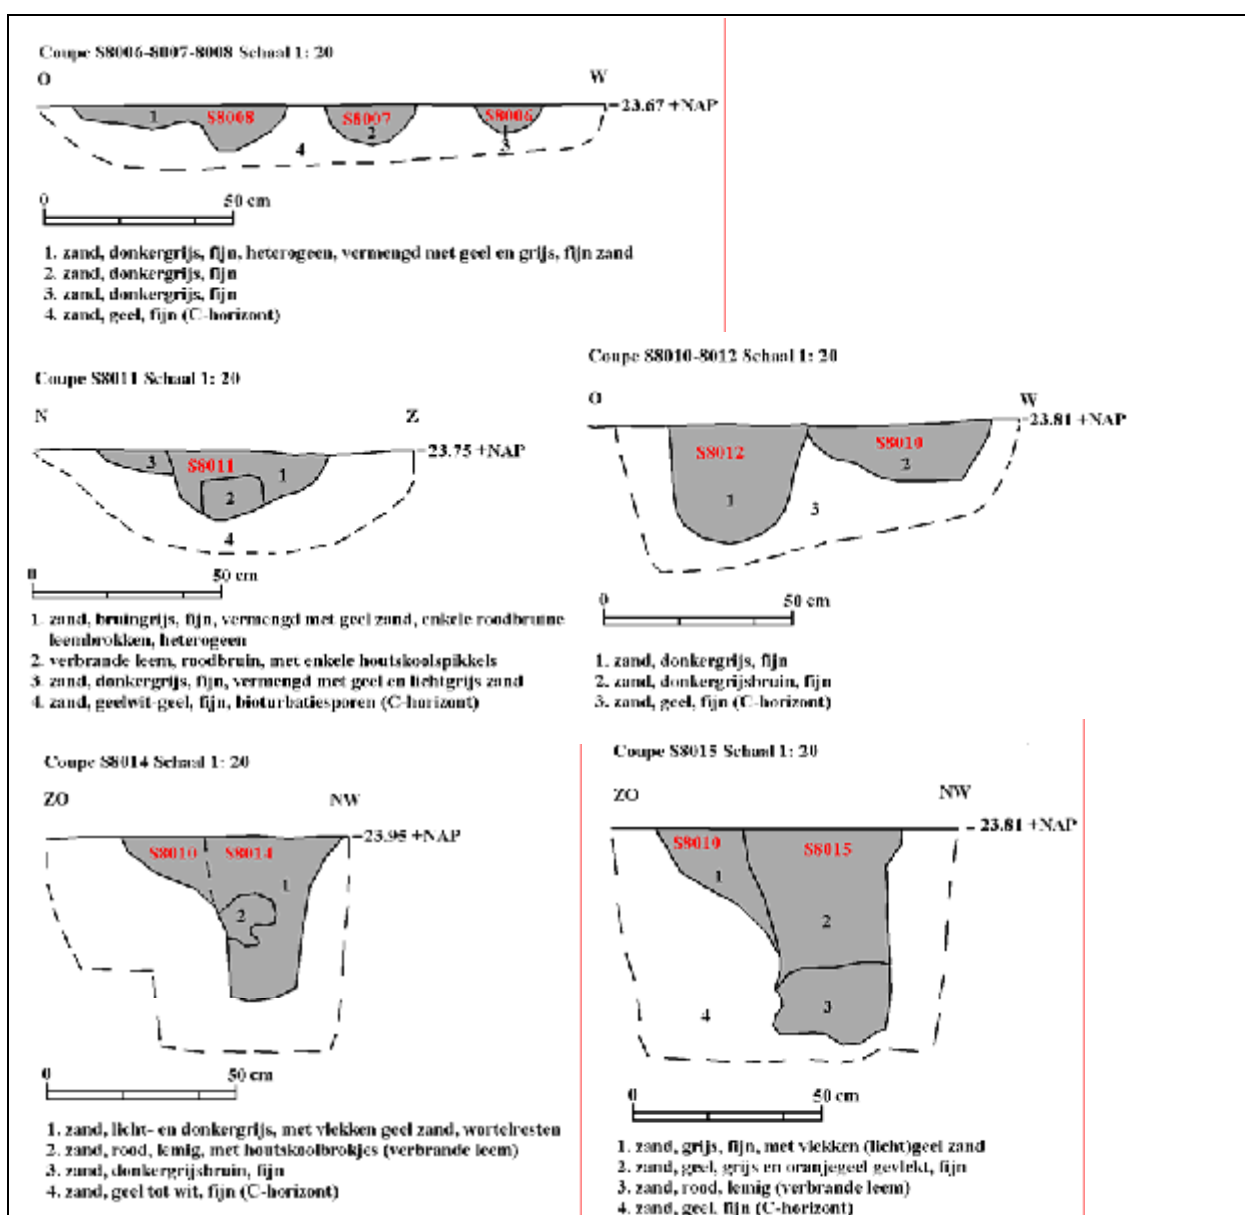 Coupe S8006-8007-8008 Schaal 1: 20
O W
23.67 +NAP
1 S8008 S8007 S8006
2
3
4
0 50 cm
1. zand, donkergrijs, fijn, heterogeen, vermengd met geel en grijs, fijn zand
2. zand, donkergrijs, fijn
3. zand, donkergrijs, fijn
4. zand, geel, fijn (C-horizont)
Coupe S8011 Schaal 1: 20
N Z
23.75 +NAP
3 S8011 1
2
4
0 50 cm
1. zand, bruingrijs, fijn, vermengd met geel zand, enkele roodbruine
leembrokken, heterogeen
2. verbrande leem, roodbruin, met enkele houtskoolspikkels
3. zand, donkergrijs, fijn, vermengd met geel en lichtgrijs zand
4. zand, geelwit-geel, fijn, bioturbatiesporen (C-horizont)
Coupe S8010-8012 Schaal 1: 20
O W
23.81 +NAP
S8012 S8010
2
1
3
0 50 cm
1. zand, donkergrijs, fijn
2. zand, donkergrijsbruin, fijn
3. zand, geel, fijn (C-horizont)
Coupe S8014 Schaal 1: 20
ZO NW
23.95 +NAP
S8010 S8014
1
2
0 50 cm
1. zand, licht- en donkergrijs, met vlekken geel zand, wortelresten
2. zand, rood, lemig, met houtskoolbrokjes (verbrande leem)
3. zand, donkergrijsbruin, fijn
4. zand, geel tot wit, fijn (C-horizont)
Coupe S8015 Schaal 1: 20
ZO NW
23.81 +NAP
S8010 S8015
1
2
3
4
0 50 cm
1. zand, grijs, fijn, met vlekken (licht)geel zand
2. zand, geel, grijs en oranjegeel gevlekt, fijn
3. zand, rood, lemig (verbrande leem)
4. zand, geel, fijn (C-horizont)